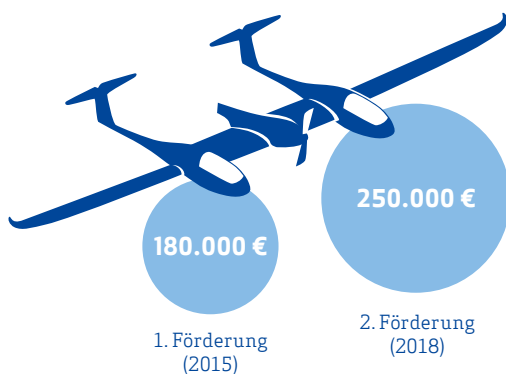 180.000 €
1. Förderung
(2015)
250.000 €
2. Förderung
(2018)